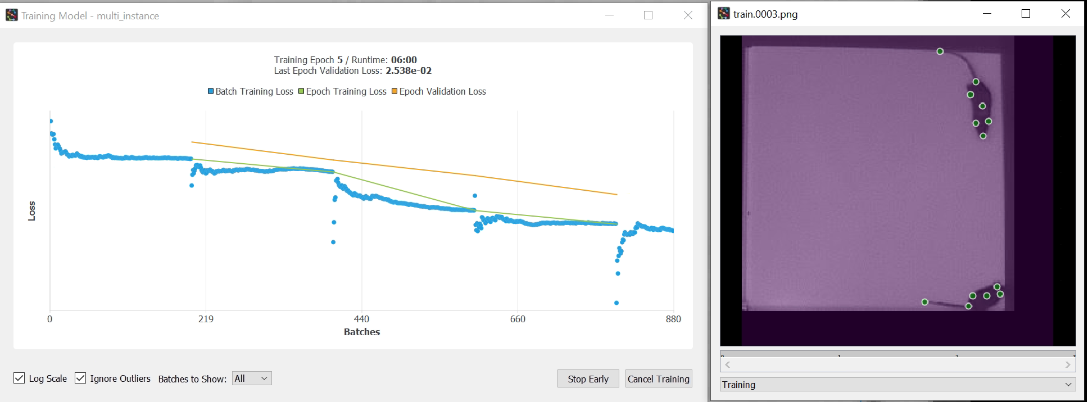 Training Model - multi_instance
Training Epoch 5 / Runtime: 06:00
Last Epoch Validation Loss: 2.538e-02
Batch Training Loss Epoch Training Loss Epoch Validation Loss
Loss
0 219 440 660 880
Batches
Log Scale Ignore Outliers Batches to Show: All Stop Early Cancel Training
train.0003.png
Training